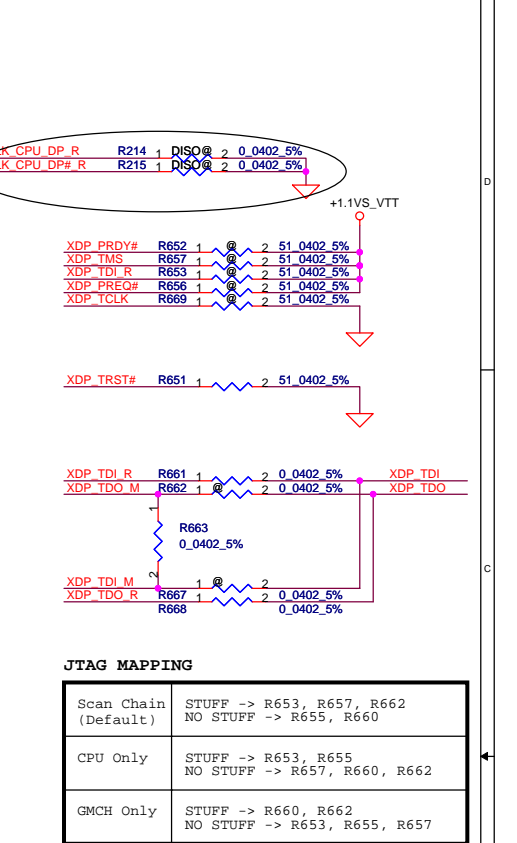 K_CPU_DP_R R214 1 DISO@ 2 0_0402_5%
K_CPU_DP#_R R215 1 DISO@ 2 0_0402_5%
D
+1.1VS_VTT
XDP_PRDY# R652 1 @ 2 51_0402_5%
XDP_TMS R657 1 @ 2 51_0402_5%
XDP_TDI_R R653 1 @ 2 51_0402_5%
XDP_PREQ# R656 1 @ 2 51_0402_5%
XDP_TCLK R669 1 @ 2 51_0402_5%
XDP_TRST# R651 1 2 51_0402_5%
XDP_TDI_R R661 1 2 0_0402_5% XDP_TDI
XDP_TDO_M R662 1 @ 2 0_0402_5% XDP_TDO
1
R663
0_0402_5%
C
2
XDP_TDI_M R667 1 @ 2 0_0402_5%
XDP_TDO_R R668 1 2 0_0402_5%
JTAG MAPPING
Scan Chain (Default)
STUFF -> R653, R657, R662
NO STUFF -> R655, R660
CPU Only
STUFF -> R653, R655
NO STUFF -> R657, R660, R662
GMCH Only
STUFF -> R660, R662
NO STUFF -> R653, R655, R657